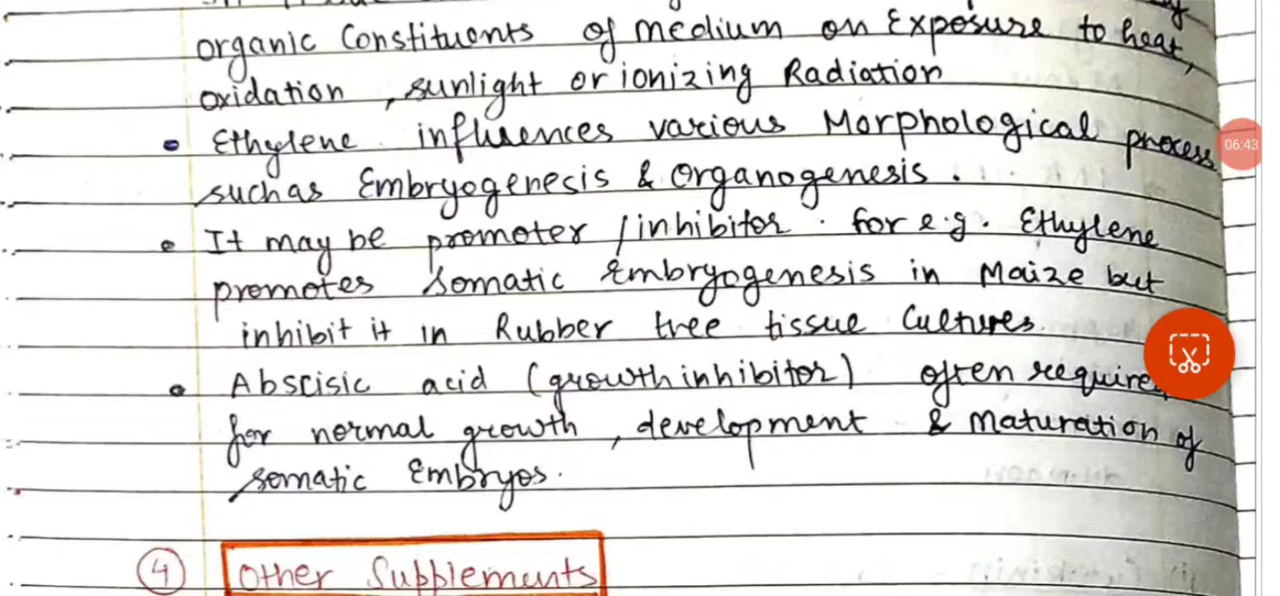 organic Constituents of medium on Exposure to heat,
oxidation , sunlight or ionizing Radiation
• Ethylene influences various Morphological process
such as Embryogenesis & Organogenesis .
• It may be promoter / inhibitor . for e.g. Ethylene
promotes Somatic Embryogenesis in Maize but
inhibit it in Rubber tree tissue Cultures.
• Abscisic acid (growth inhibitor) often require
for normal growth , development & Maturation of
somatic Embryos.
4 Other Supplements
06:43